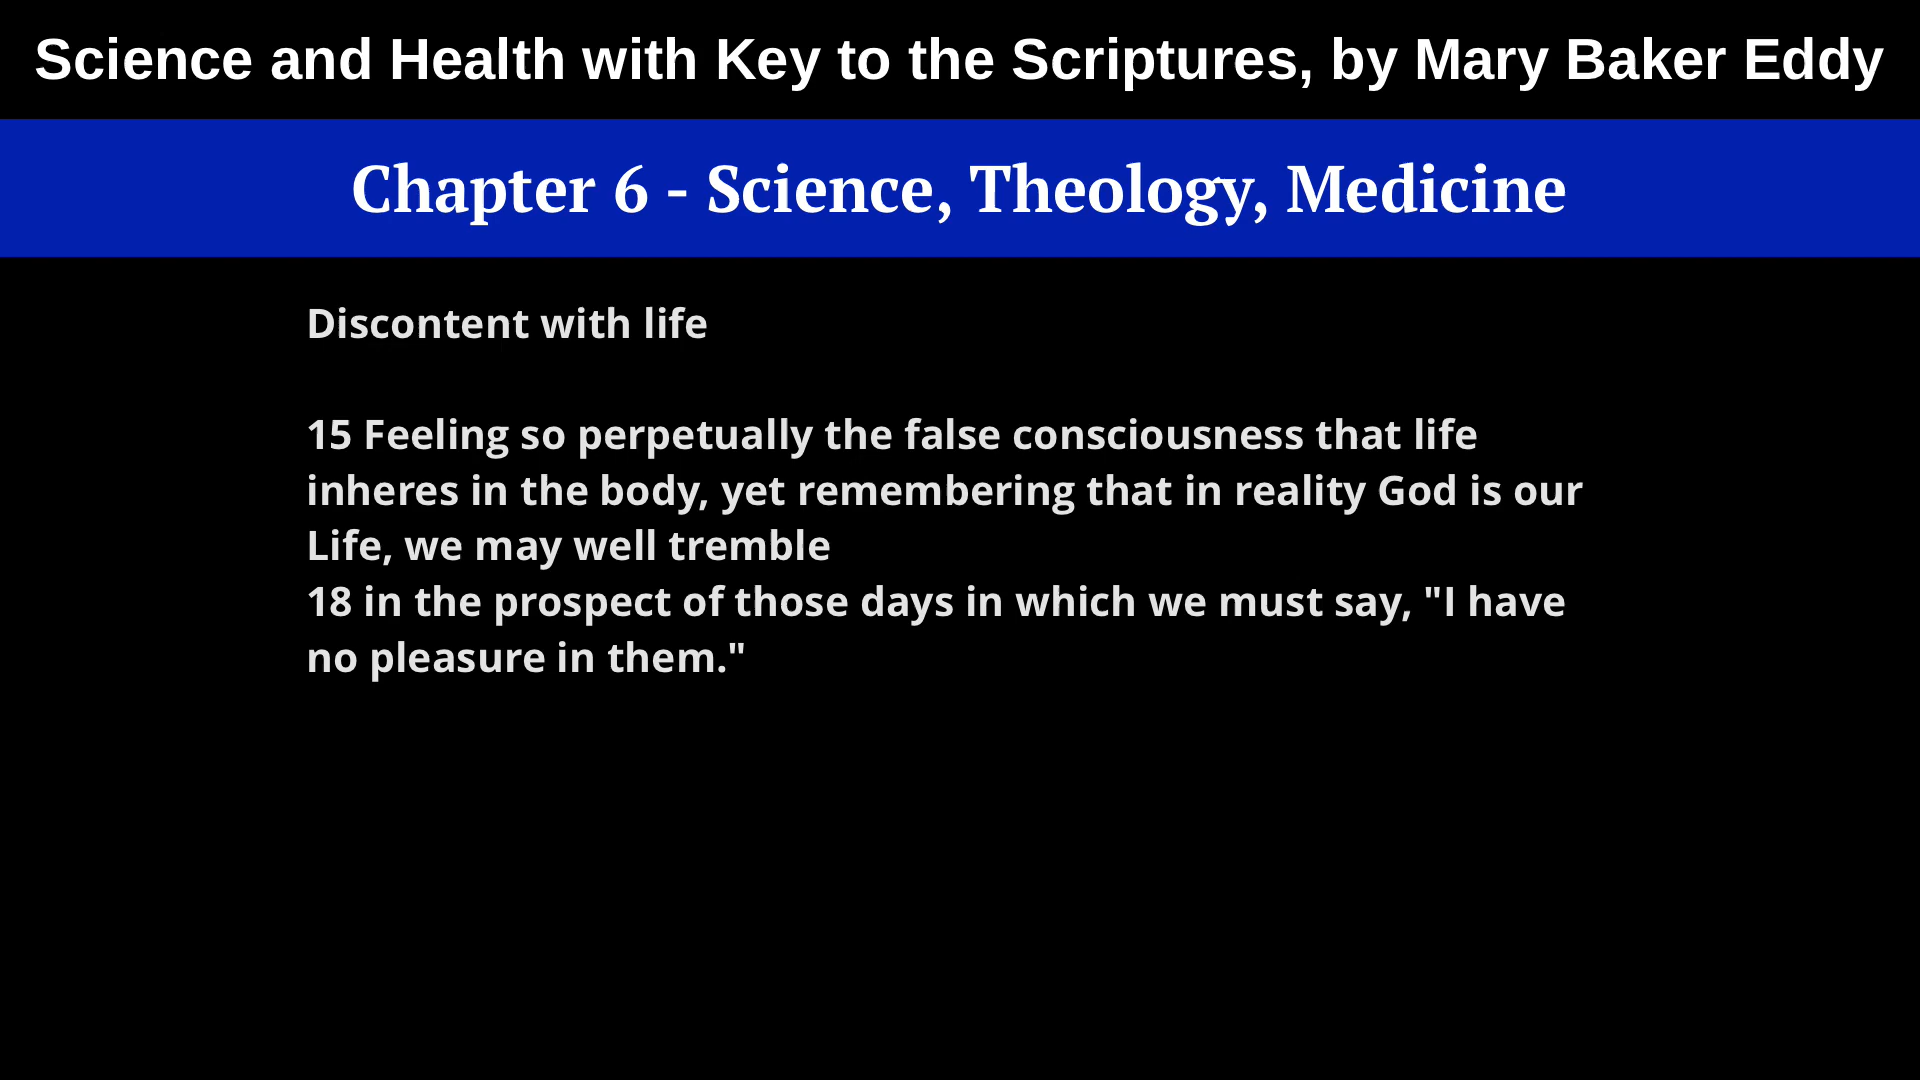 Science and Health with Key to the Scriptures, by Mary Baker Eddy
Chapter 6 - Science, Theology, Medicine
Discontent with life
15 Feeling so perpetually the false consciousness that life
inheres in the body, yet remembering that in reality God is our
Life, we may well tremble
18 in the prospect of those days in which we must say, "I have
no pleasure in them."